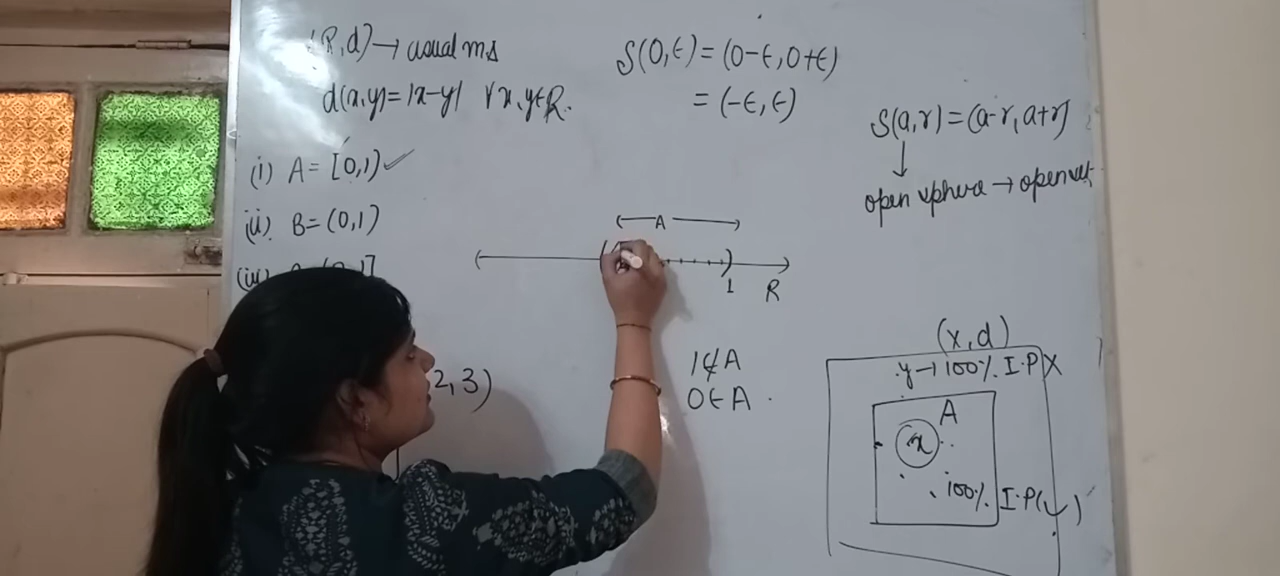 (R,d)→ usual ms
d(x,y)=|x-y| ∀x,y∈R.
(i) A=[0,1)✓
(ii) B=(0,1)
(iii)
2,3)
S(0,ϵ)=(0-ϵ,0+ϵ)
=(-ϵ,ϵ)
S(a,r)=(a-r,a+r)
↓
open sphere → open set
A
1 R
1∉A
0∈A
(x,d)
y→100% I.P X
A
x
100% I.P(✓)